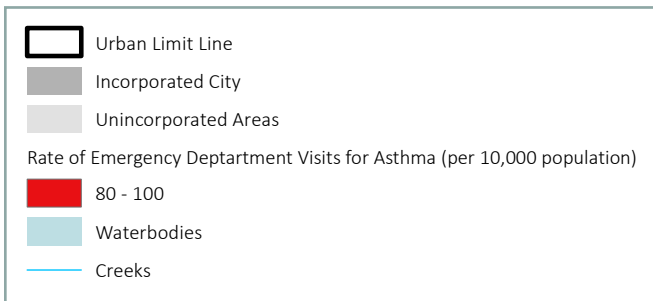 Urban Limit Line
Incorporated City
Unincorporated Areas
Rate of Emergency Deptartment Visits for Asthma (per 10,000 population)
80 - 100
Waterbodies
Creeks